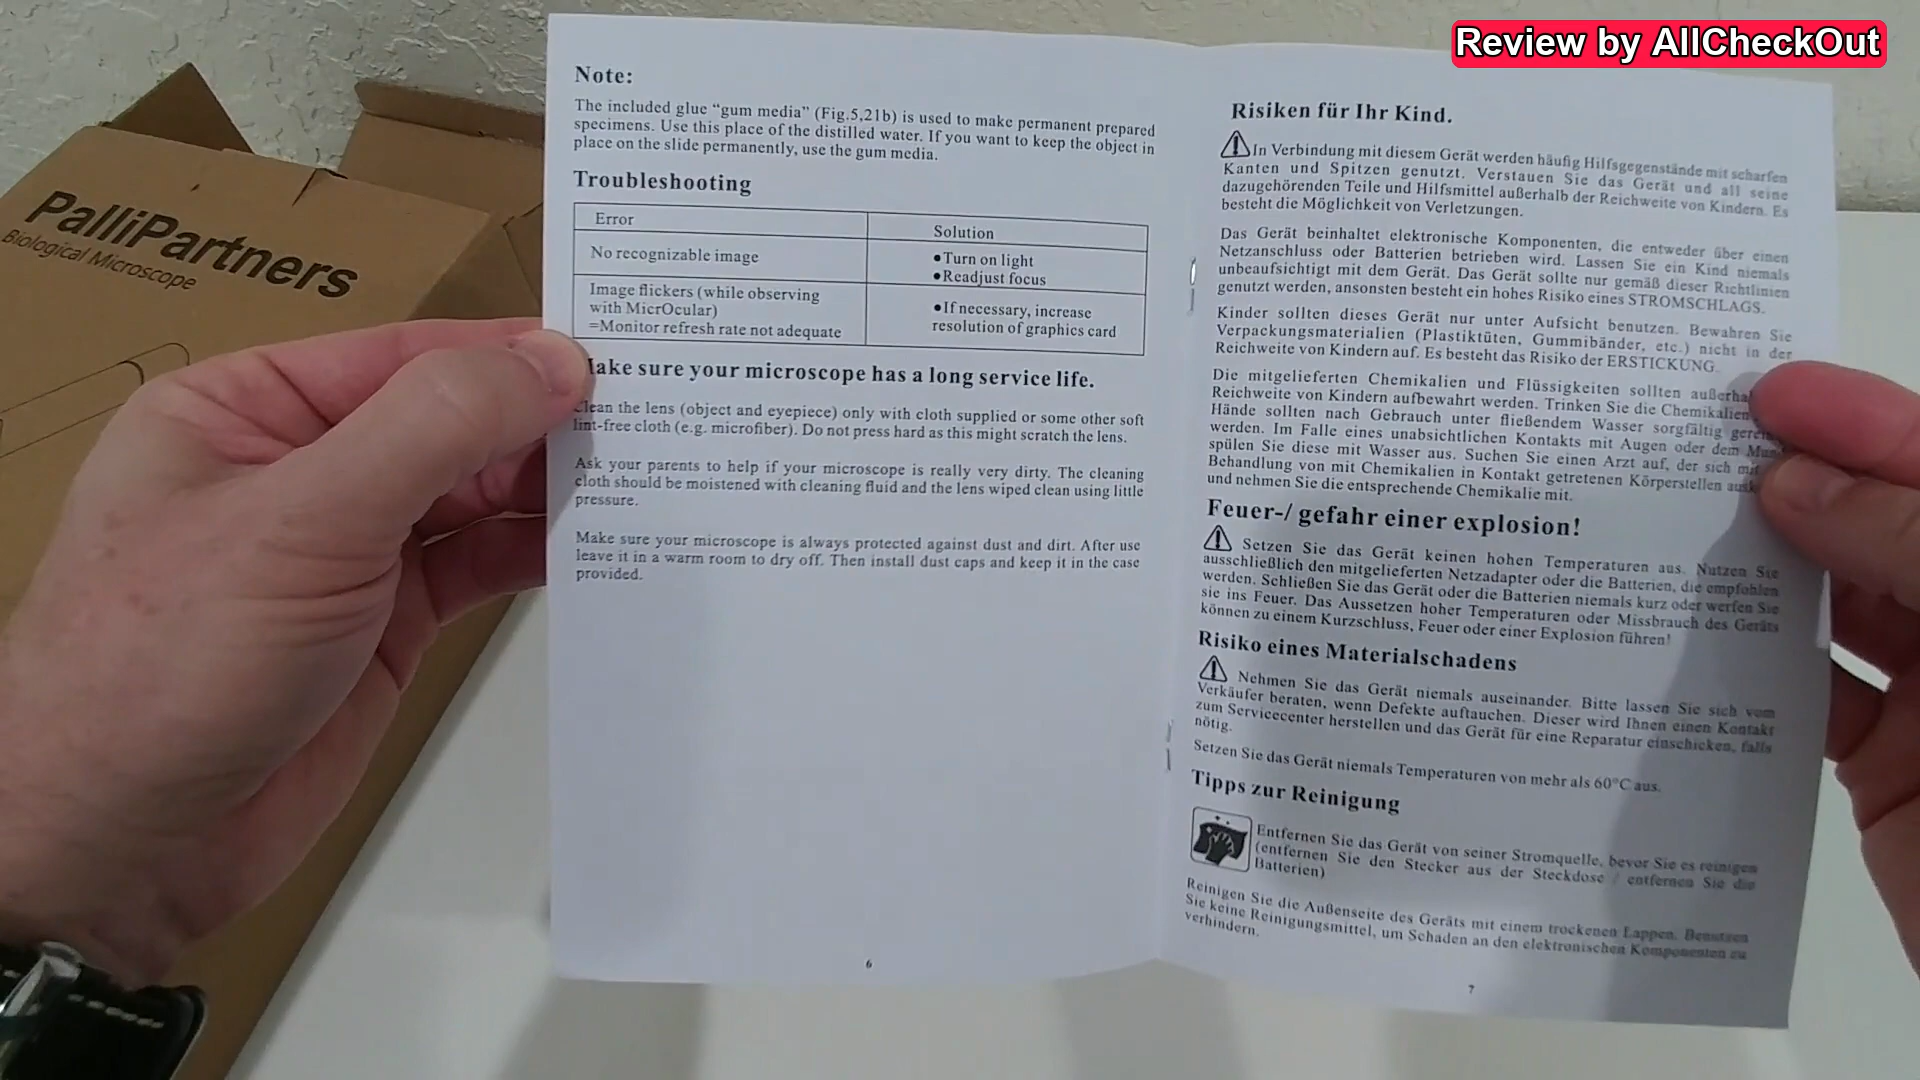 Review by AllCheckOut
PalliPartners
Biological Microscope
Note:
The included glue “gum media” (Fig.5,21b) is used to make permanent prepared
specimens. Use this place of the distilled water. If you want to keep the object in
place on the slide permanently, use the gum media.
Troubleshooting
Error
Solution
No recognizable image
●Turn on light
●Readjust focus
Image flickers (while observing
with MicrOcular)
=Monitor refresh rate not adequate
●If necessary, increase
resolution of graphics card
Make sure your microscope has a long service life.
Clean the lens (object and eyepiece) only with cloth supplied or some other soft
lint-free cloth (e.g. microfiber). Do not press hard as this might scratch the lens.
Ask your parents to help if your microscope is really very dirty. The cleaning
cloth should be moistened with cleaning fluid and the lens wiped clean using little
pressure.
Make sure your microscope is always protected against dust and dirt. After use
leave it in a warm room to dry off. Then install dust caps and keep it in the case
provided.
6
Risiken für Ihr Kind.
In Verbindung mit diesem Gerät werden häufig Hilfsgegenstände mit scharfen
Kanten und Spitzen genutzt. Verstauen Sie das Gerät und all seine
dazugehörenden Teile und Hilfsmittel außerhalb der Reichweite von Kindern. Es
besteht die Möglichkeit von Verletzungen.
Das Gerät beinhaltet elektronische Komponenten, die entweder über einen
Netzanschluss oder Batterien betrieben wird. Lassen Sie ein Kind niemals
unbeaufsichtigt mit dem Gerät. Das Gerät sollte nur gemäß dieser Richtlinien
genutzt werden, ansonsten besteht ein hohes Risiko eines STROMSCHLAGS.
Kinder sollten dieses Gerät nur unter Aufsicht benutzen. Bewahren Sie
Verpackungsmaterialien (Plastiktüten, Gummibänder, etc.) nicht in der
Reichweite von Kindern auf. Es besteht das Risiko der ERSTICKUNG.
Die mitgelieferten Chemikalien und Flüssigkeiten sollten
Reichweite von Kindern aufbewahrt werden. Trinken Sie die Chemikalien
Hände sollten nach Gebrauch unter fließendem Wasser sorgfältig
werden. Im Falle eines unabsichtlichen Kontakts mit Augen oder dem
spülen Sie diese mit Wasser aus. Suchen Sie einen Arzt auf, der sich mit
Behandlung von mit Chemikalien in Kontakt getretenen Körperstellen
und nehmen Sie die entsprechende Chemikalie mit.
Feuer-/ gefahr einer explosion!
Setzen Sie das Gerät keinen hohen Temperaturen aus. Nutzen Sie
ausschließlich den mitgelieferten Netzadapter oder die Batterien, die empfohlen
werden. Schließen Sie das Gerät oder die Batterien niemals kurz oder werfen Sie
sie ins Feuer. Das Aussetzen hoher Temperaturen oder Missbrauch des Geräts
können zu einem Kurzschluss, Feuer oder einer Explosion führen!
Risiko eines Materialschadens
Nehmen Sie das Gerät niemals auseinander. Bitte lassen Sie sich vom
Verkäufer beraten, wenn Defekte auftauchen. Dieser wird Ihnen einen Kontakt
zum Servicecenter herstellen und das Gerät für eine Reparatur einschicken, falls
nötig.
Setzen Sie das Gerät niemals Temperaturen von mehr als 60°C aus.
Tipps zur Reinigung
Entfernen Sie das Gerät von seiner Stromquelle, bevor Sie es reinigen
(entfernen Sie den Stecker aus der Steckdose / entfernen Sie die
Batterien)
Reinigen Sie die Außenseite des Geräts mit einem trockenen Lappen. Benutzen
Sie keine Reinigungsmittel, um Schaden an den elektronischen Komponenten zu
verhindern.
7